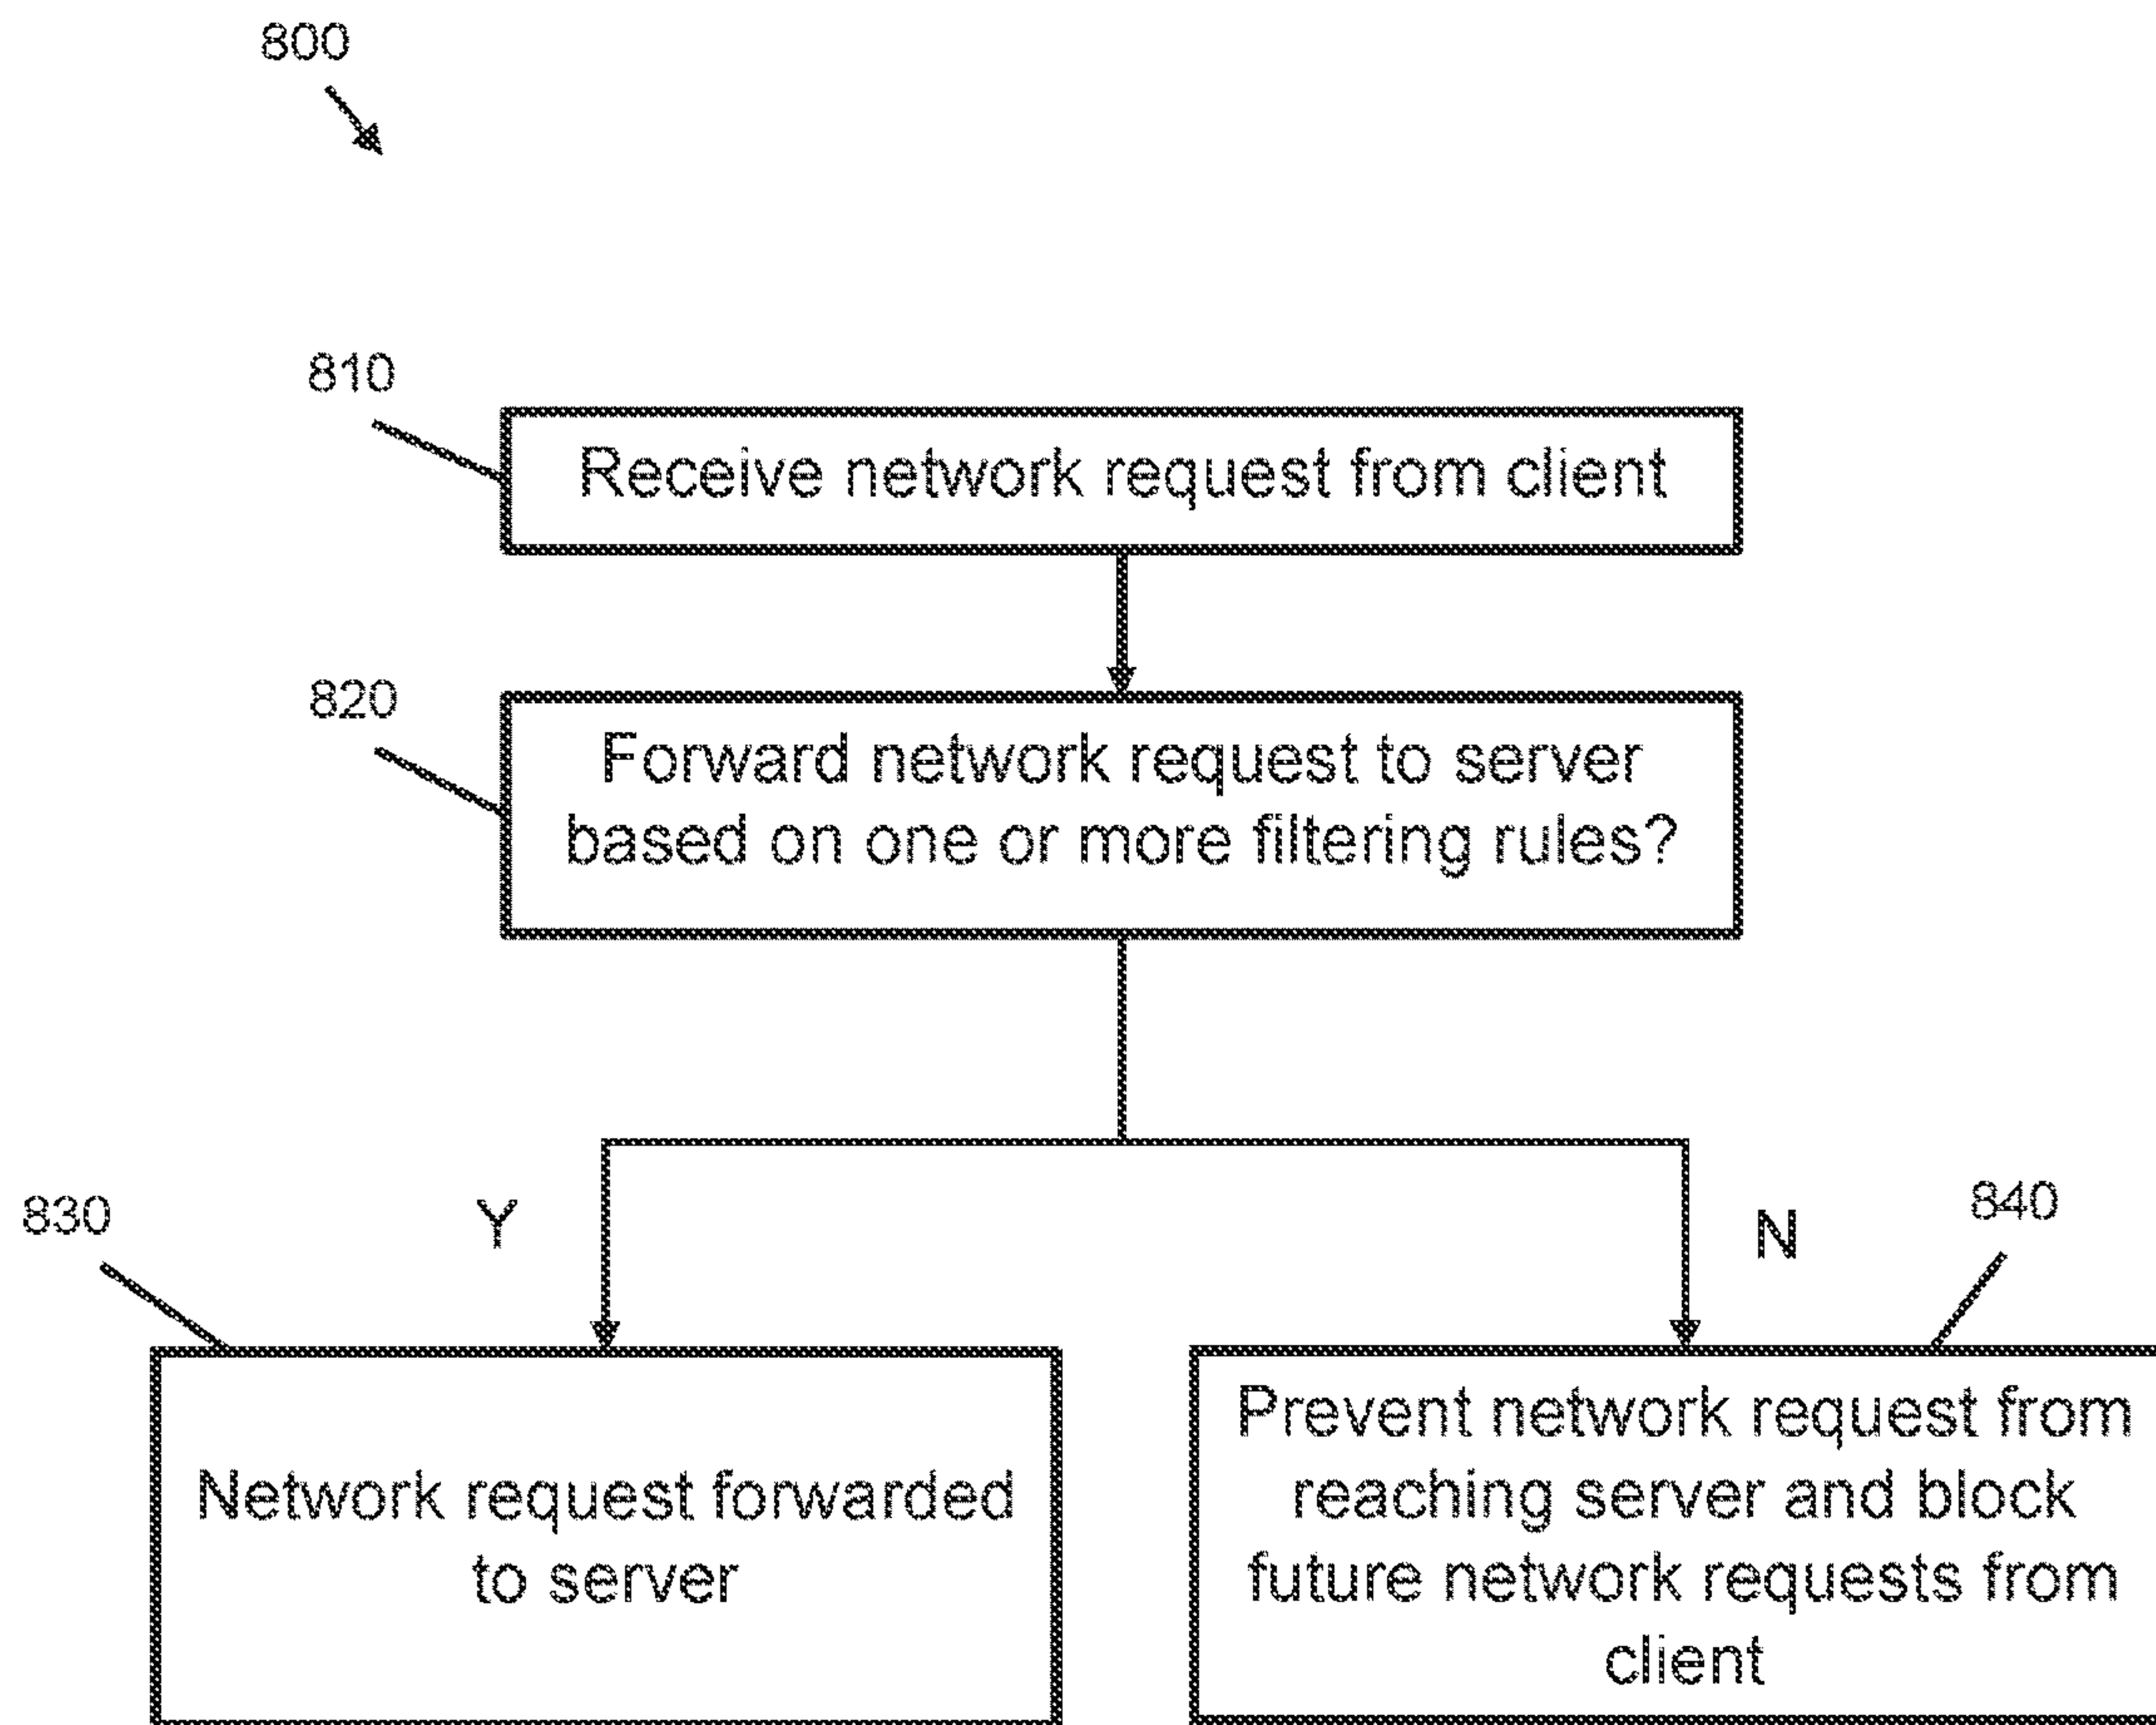 800
810
Receive network request from client
820
Forward network request to server
based on one or more filtering rules?
830
Y
N
840
Network request forwarded
to server
Prevent network request from
reaching server and block
future network requests from
client